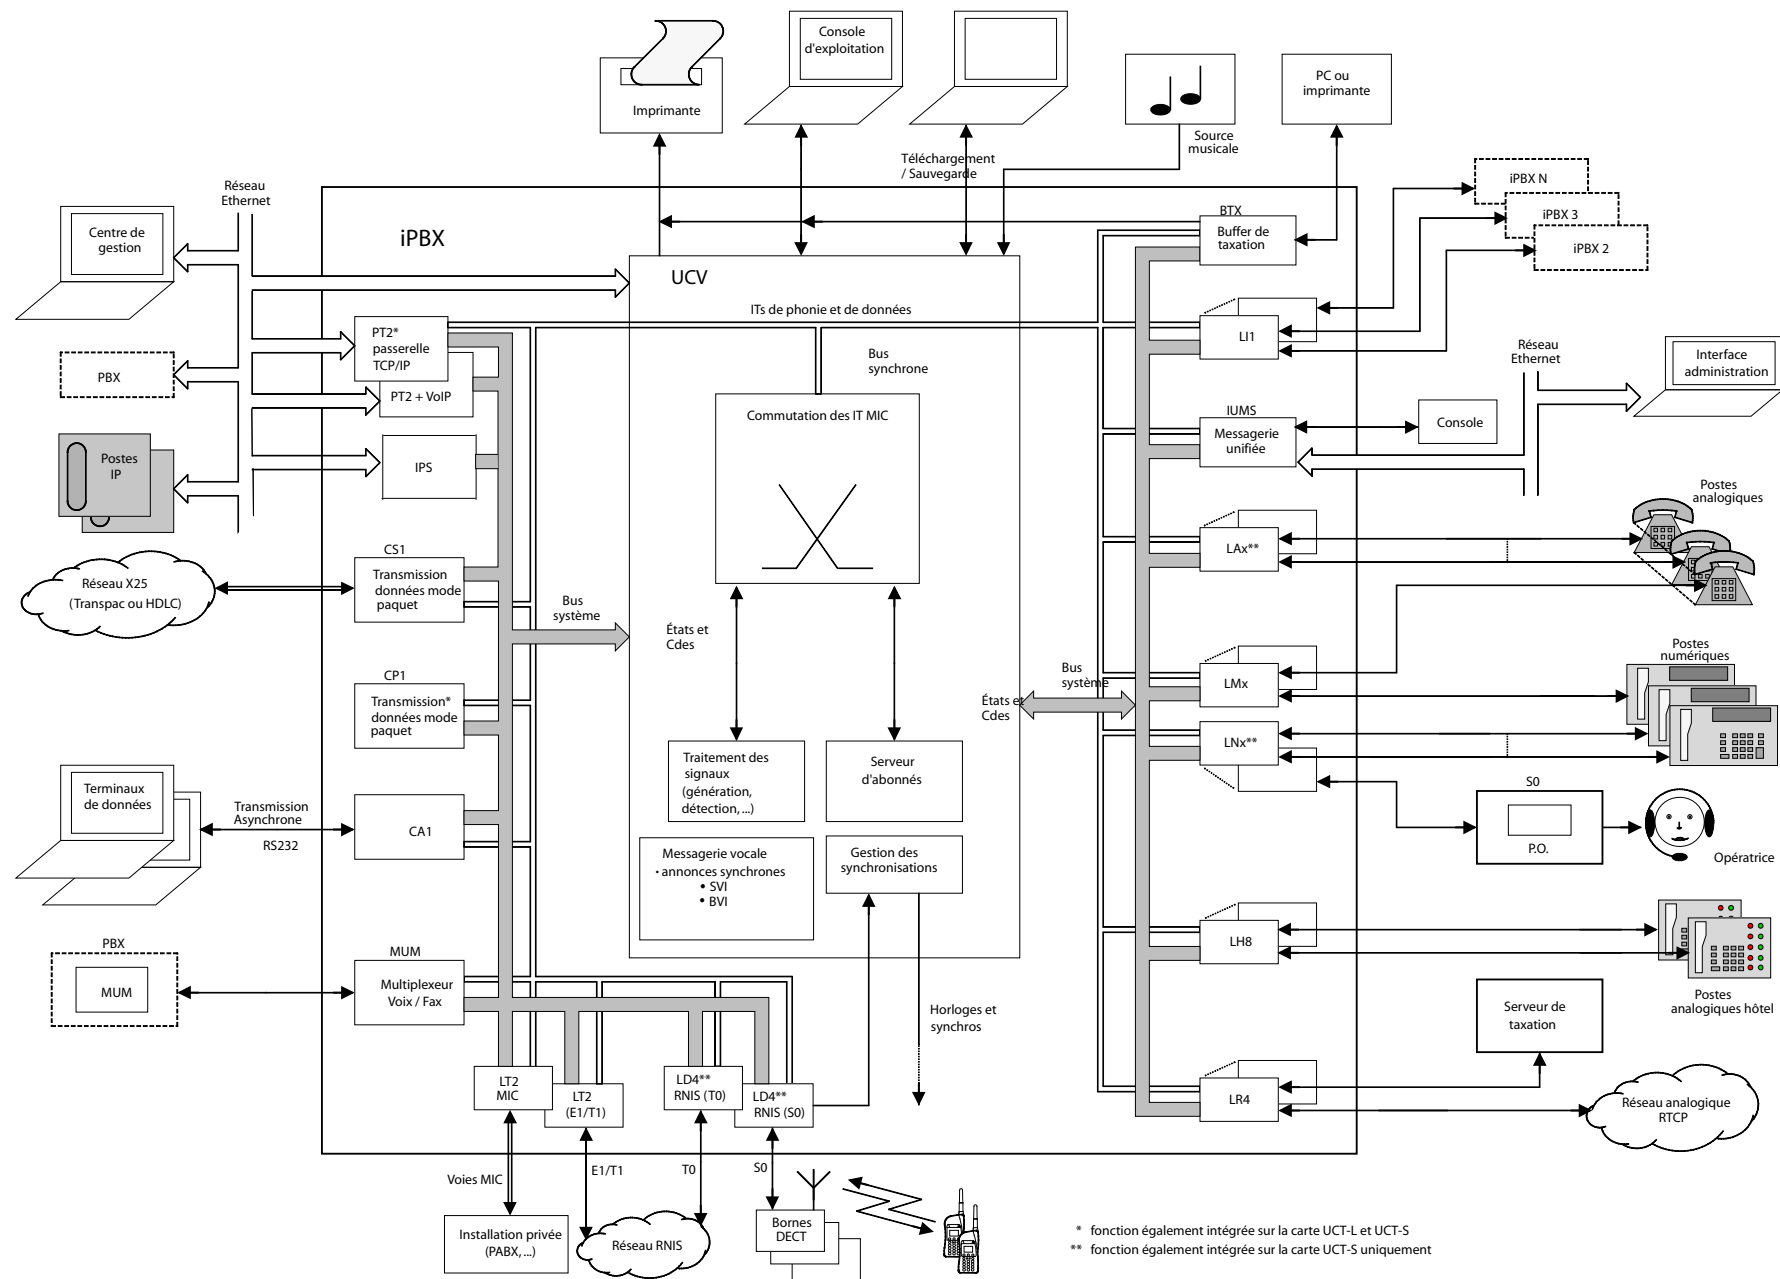 Console
d'exploitation
Imprimante
PC ou
imprimante
Source
musicale
Téléchargement
/ Sauvegarde
Réseau
Ethernet
Centre de
gestion
iPBX
UCV
BTX
Buffer de
taxation
iPBX N
iPBX 3
iPBX 2
ITs de phonie et de données
PT2*
passerelle
TCP/IP
PT2 + VoIP
PBX
Bus
synchrone
LI1
Réseau
Ethernet
Interface
administration
Commutation des IT MIC
IUMS
Messagerie
unifiée
Console
Postes
IP
IPS
Postes
analogiques
LAx**
CS1
Transmission
données mode
paquet
Réseau X25
(Transpac ou HDLC)
Bus
système
États et
Cdes
Postes
numériques
CP1
Transmission*
données mode
paquet
Bus
système
États et
Cdes
LMx
LNx**
Traitement des
signaux
(génération,
détection, ...)
Serveur
d'abonnés
Terminaux
de données
Transmission
Asynchrone
RS232
CA1
S0
P.O.
Opératrice
Messagerie vocale
• annonces synchrones
• SVI
• BVI
Gestion des
synchronisations
PBX
MUM
MUM
Multiplexeur
Voix / Fax
LH8
Postes
analogiques hôtel
Horloges et
synchros
Serveur de
taxation
LT2
MIC
LT2
(E1/T1)
LD4**
RNIS (T0)
LD4**
RNIS (S0)
LR4
Réseau analogique
RTCP
Voies MIC
E1/T1
T0
S0
Installation privée
(PABX, ...)
Réseau RNIS
Bornes
DECT
* fonction également intégrée sur la carte UCT-L et UCT-S
** fonction également intégrée sur la carte UCT-S uniquement